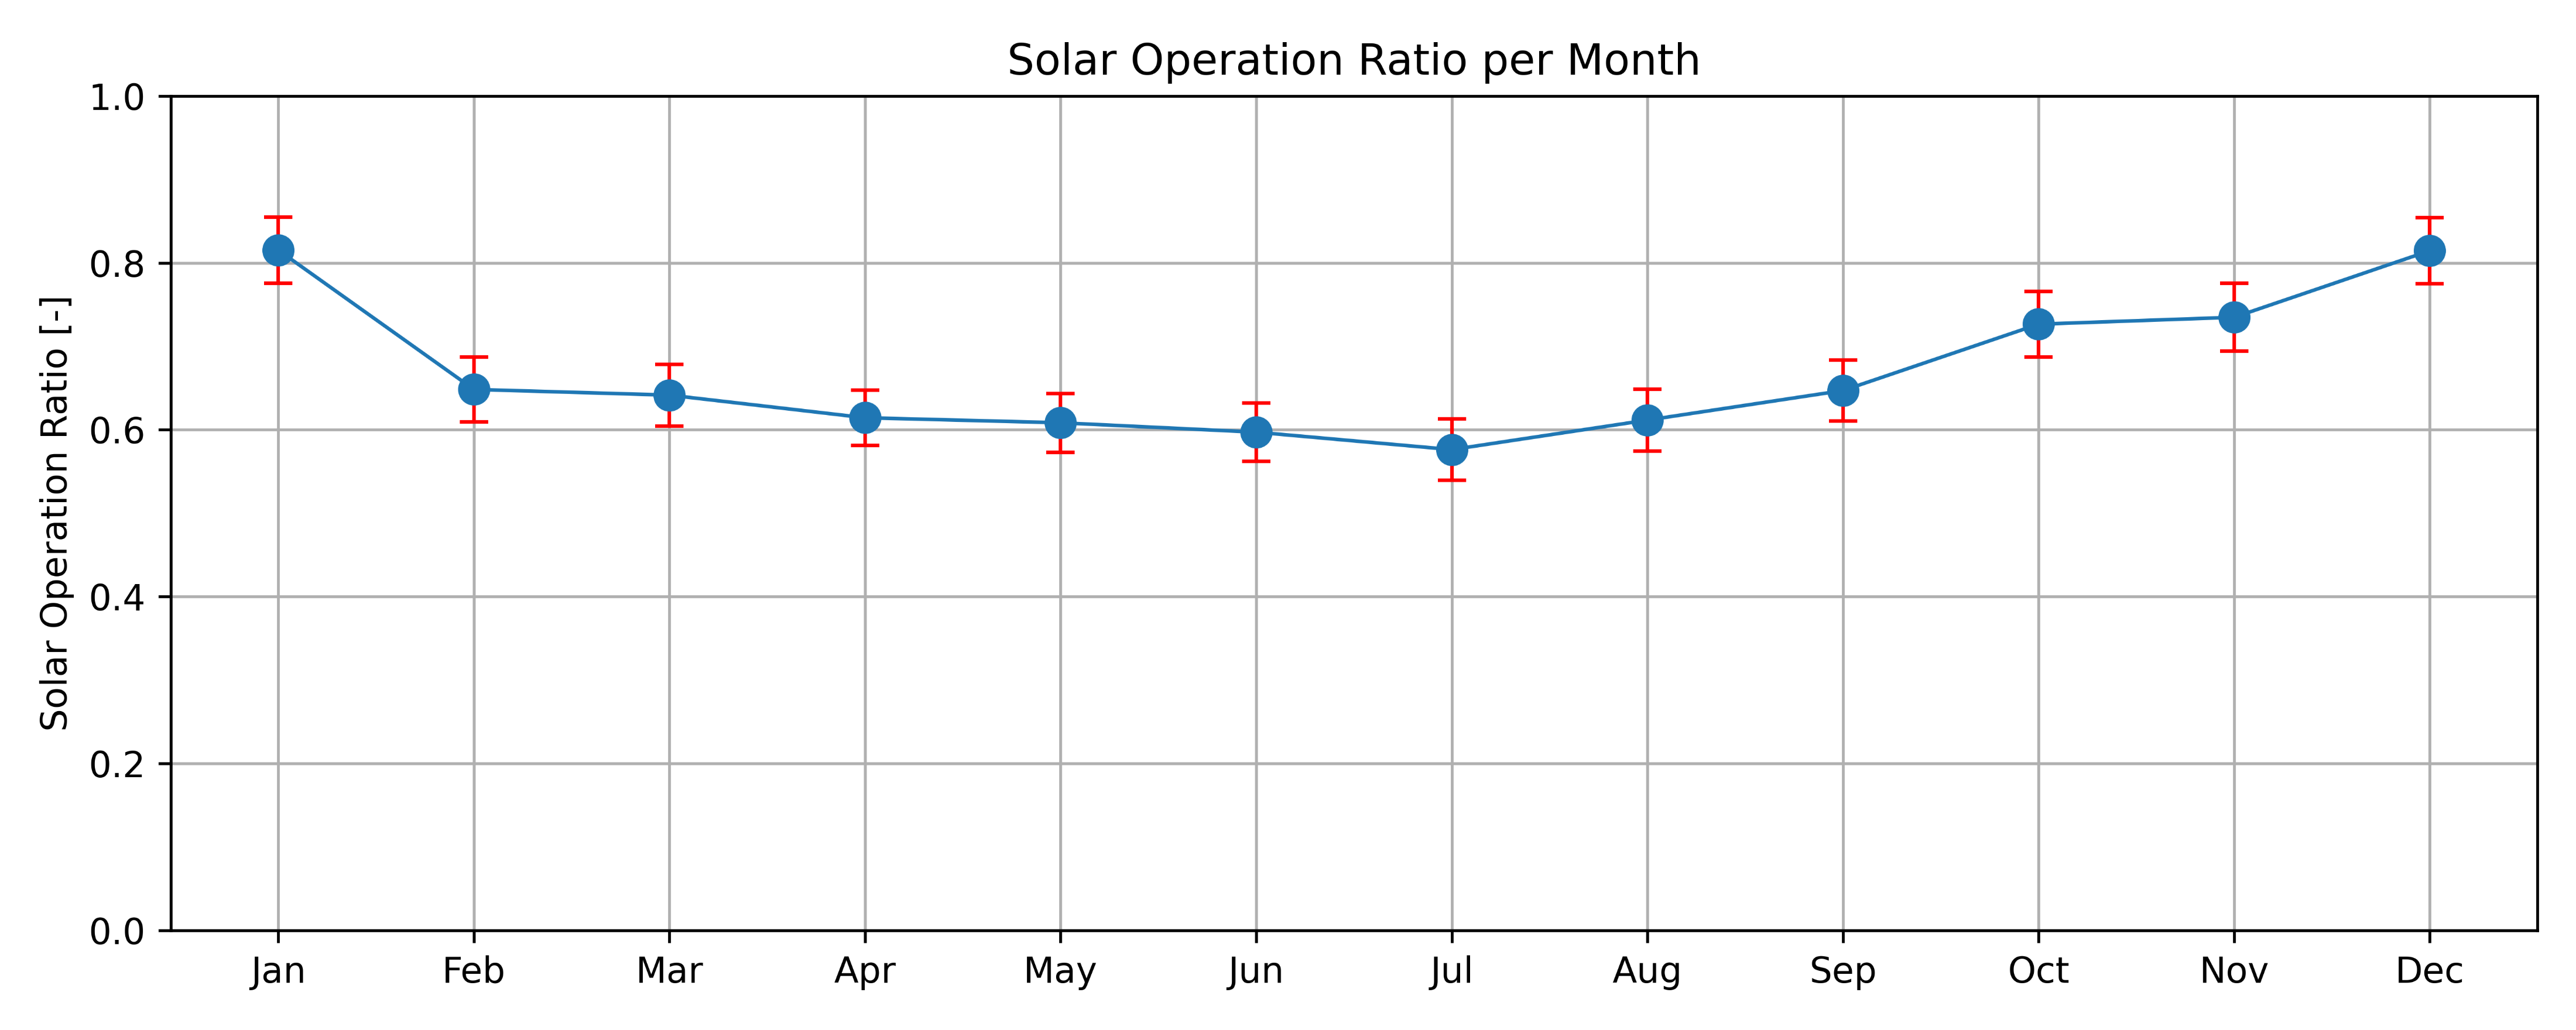 Solar Operation Ratio per Month
Solar Operation Ratio [-]
1.0
0.8
0.6
0.4
0.2
0.0
Jan Feb Mar Apr May Jun Jul Aug Sep Oct Nov Dec